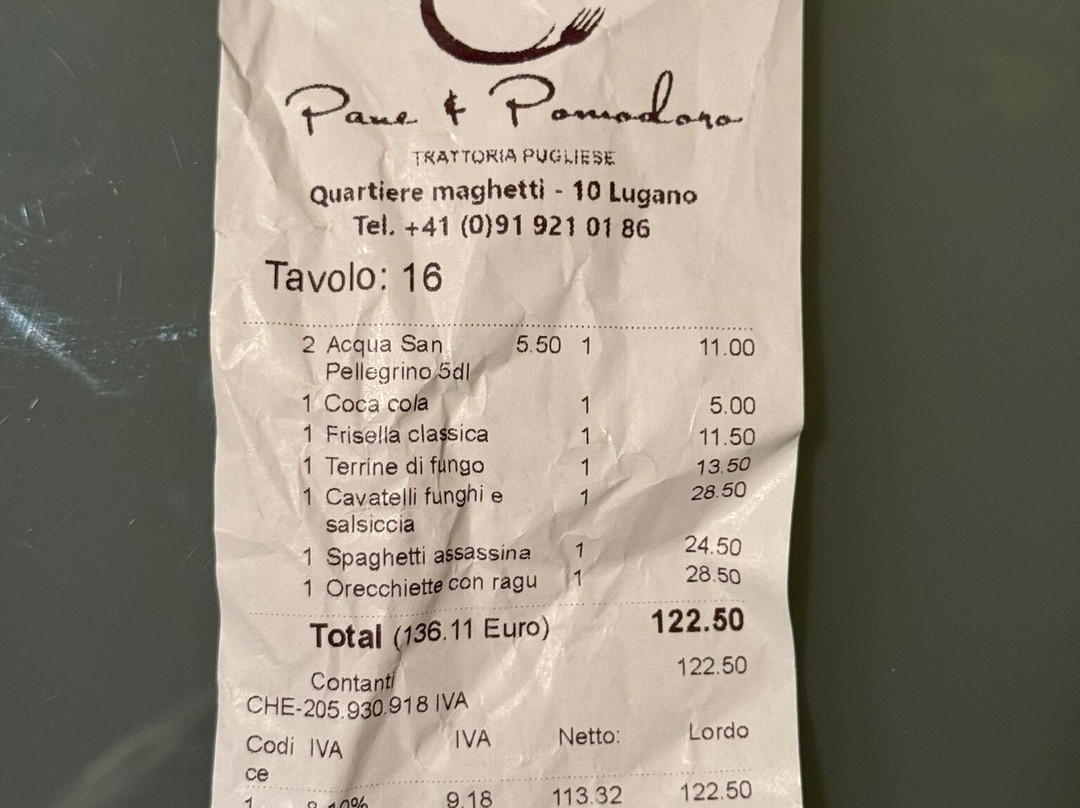 Pane & Pomodoro
TRATTORIA PUGLIESE
Quartiere maghetti - 10 Lugano
Tel. +41 (0)91 921 01 86
Tavolo: 16
2 Acqua San 5.50 1 11.00
Pellegrino 5dl
1 Coca cola 1 5.00
1 Frisella classica 1 11.50
1 Terrine di fungo 1 13.50
1 Cavatelli funghi e 1 28.50
salsiccia
1 Spaghetti assassina 1 24.50
1 Orecchiette con ragu 1 28.50
Total (136.11 Euro) 122.50
Contanti 122.50
CHE-205.930.918 IVA
Codi IVA IVA Netto: Lordo
ce
1 8.10% 9.18 113.32 122.50